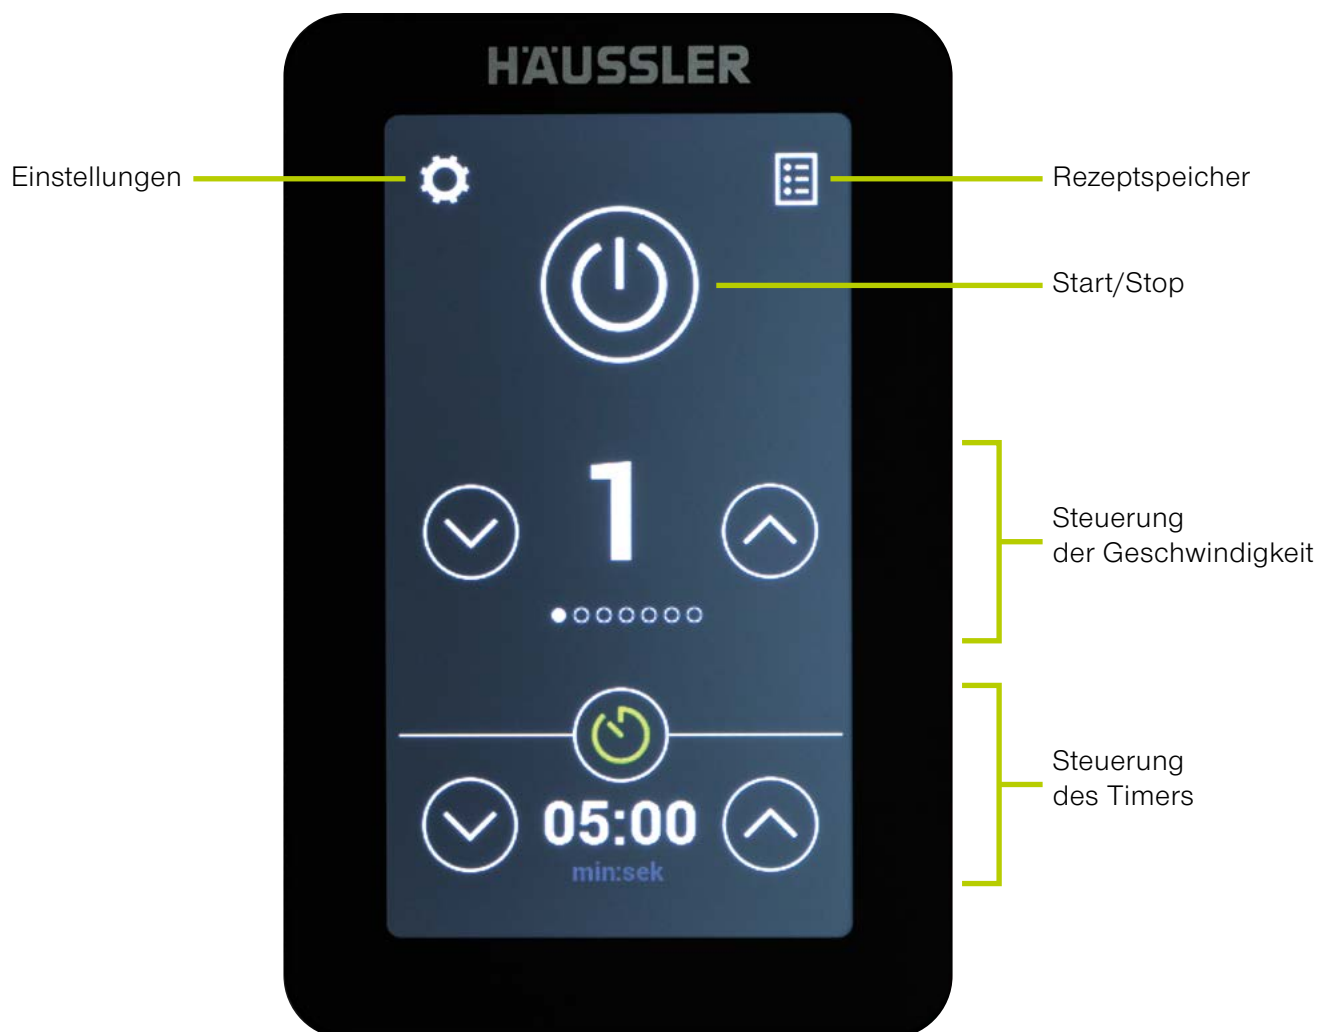 HÄUSSLER
Einstellungen
Rezeptspeicher
Start/Stop
1
Steuerung
der Geschwindigkeit
Steuerung
des Timers
05:00
min:sek